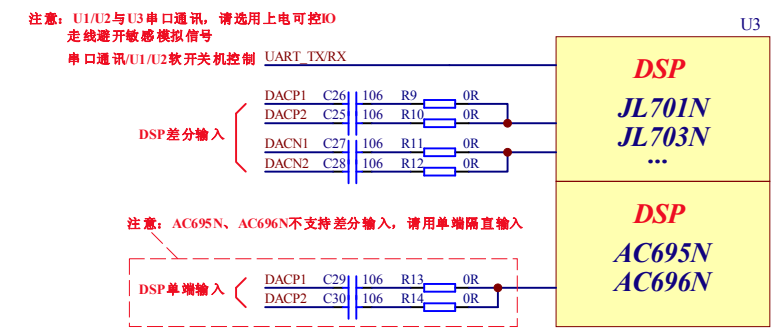 注意：U1/U2与U3串口通讯，请选用上电可控IO
走线避开敏感模拟信号
串口通讯/U1/U2软开关机控制 UART_TX/RX
U3
DSP
JL701N
JL703N
...
DACP1 C26 106 R9 0R
DACP2 C25 106 R10 0R
DSP差分输入
DACN1 C27 106 R11 0R
DACN2 C28 106 R12 0R
注意：AC695N、AC696N不支持差分输入，请用单端隔直输入
DSP
AC695N
AC696N
DSP单端输入
DACP1 C29 106 R13 0R
DACP2 C30 106 R14 0R